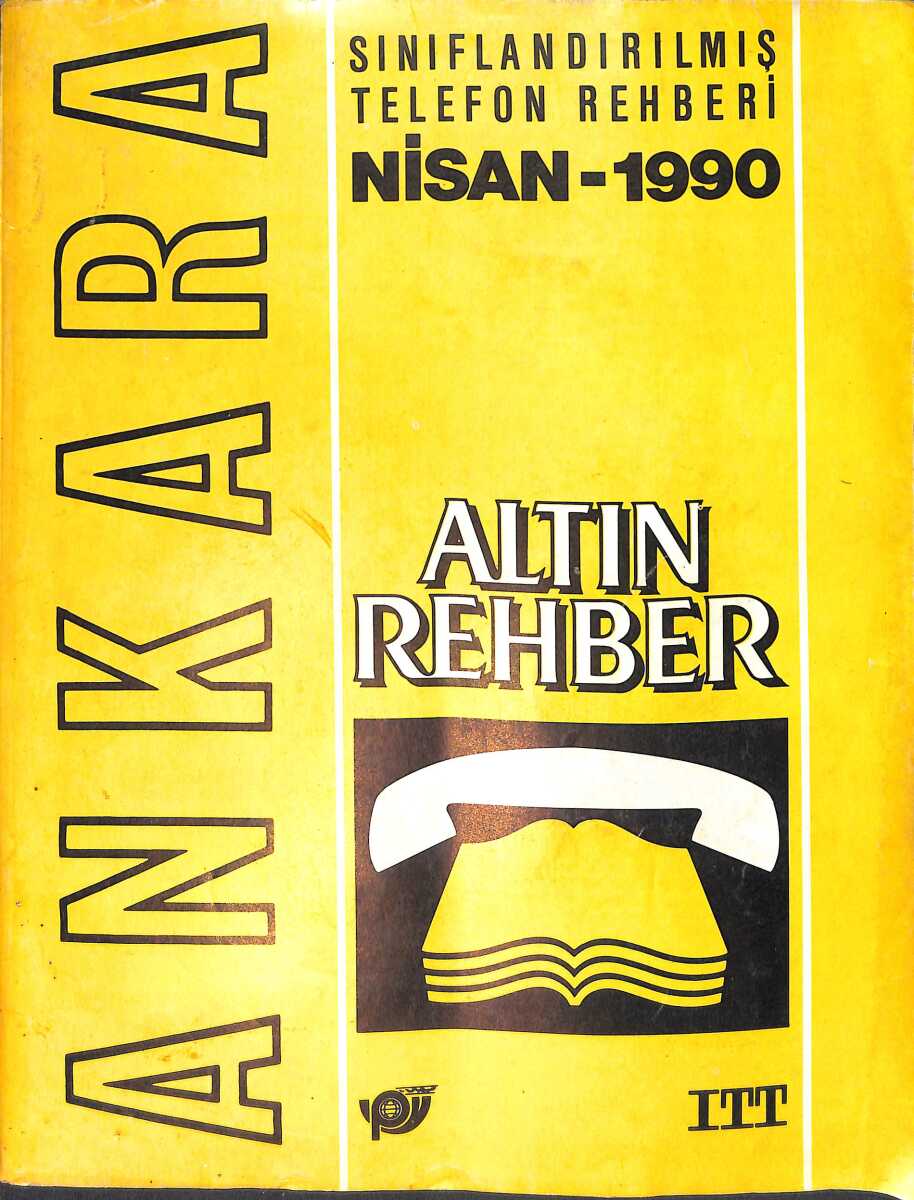 ANKARA
SINIFLANDIRILMIŞ
TELEFON REHBERİ
NİSAN-1990
ALTIN
REHBER
ITT